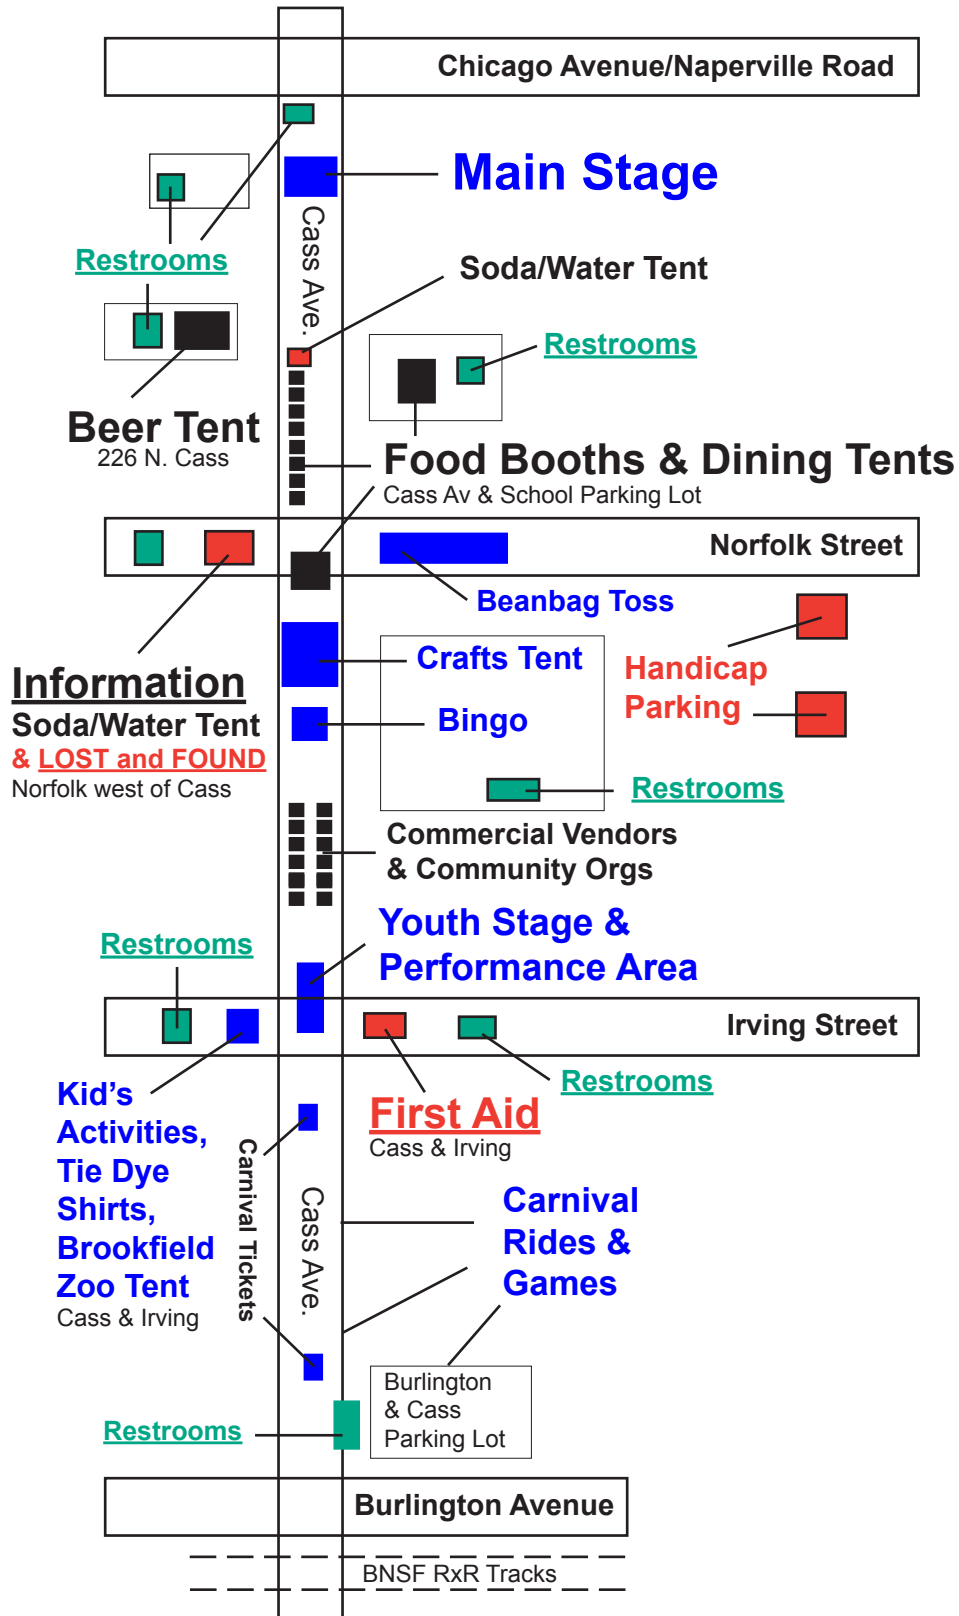 Chicago Avenue/Naperville Road
Main Stage
Cass Ave.
Restrooms
Soda/Water Tent
Restrooms
Beer Tent
226 N. Cass
Food Booths & Dining Tents
Cass Av & School Parking Lot
Norfolk Street
Beanbag Toss
Crafts Tent
Handicap
Parking
Information
Soda/Water Tent
& LOST and FOUND
Norfolk west of Cass
Bingo
Restrooms
Commercial Vendors
& Community Orgs
Youth Stage &
Performance Area
Restrooms
Irving Street
Restrooms
Kid's
Activities,
Tie Dye
Shirts,
Brookfield
Zoo Tent
Cass & Irving
First Aid
Cass & Irving
Carnival Tickets
Cass Ave.
Carnival
Rides &
Games
Burlington
& Cass
Parking Lot
Restrooms
Burlington Avenue
BNSF RxR Tracks